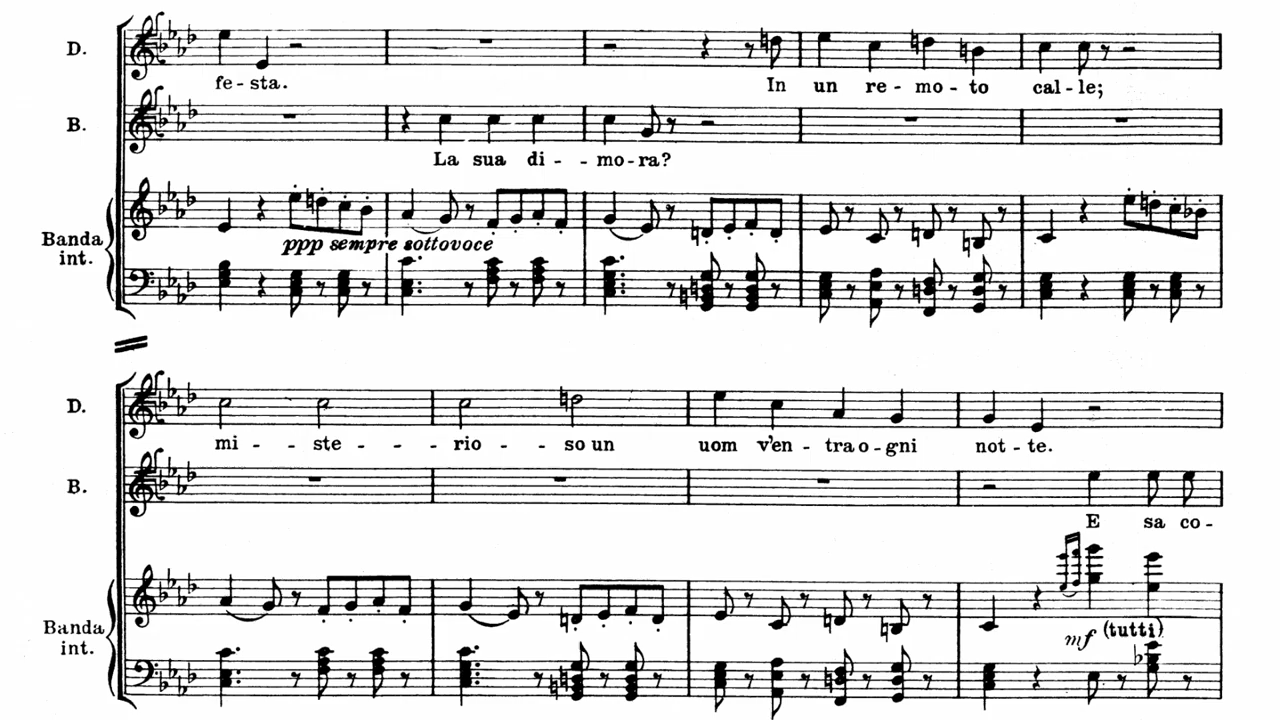 D.
fe-sta. In un re-mo-to cal-le;
B.
La sua di--mo-ra?
Banda int.
ppp sempre sottovoce
D.
mi--ste--rio--so un uom v'en-tra o-gni not-te.
B.
E sa co-
Banda int.
mf (tutti)